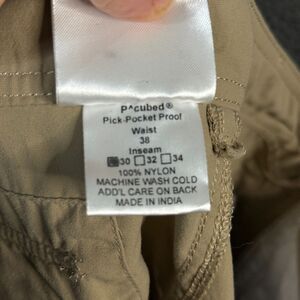 P^cubed®
Pick-Pocket Proof
Waist
38
Inseam
30 32 34
100% NYLON
MACHINE WASH COLD
ADD'L CARE ON BACK
MADE IN INDIA